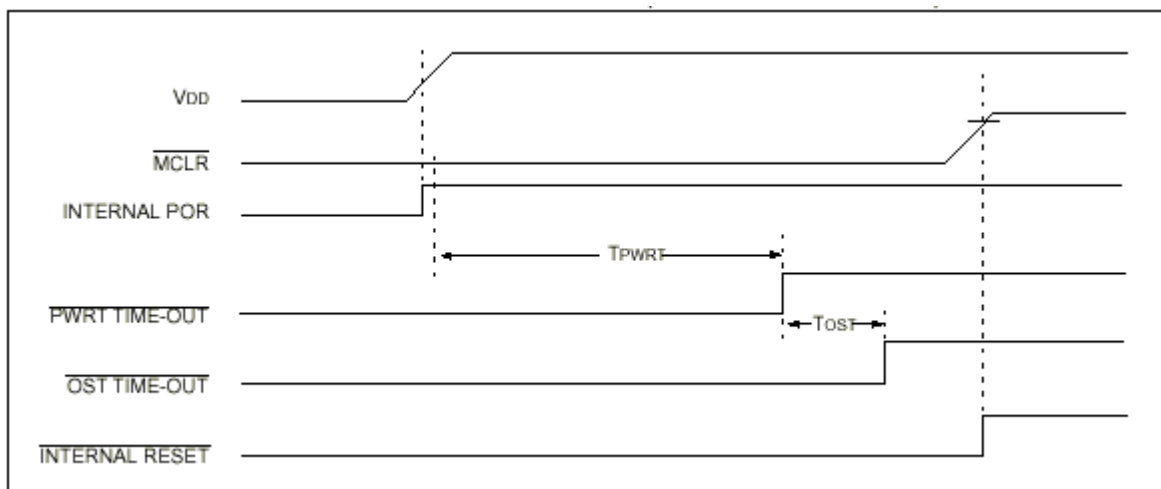 VDD
MCLR
INTERNAL POR
TPWRT
PWRT TIME-OUT
TOST
OST TIME-OUT
INTERNAL RESET